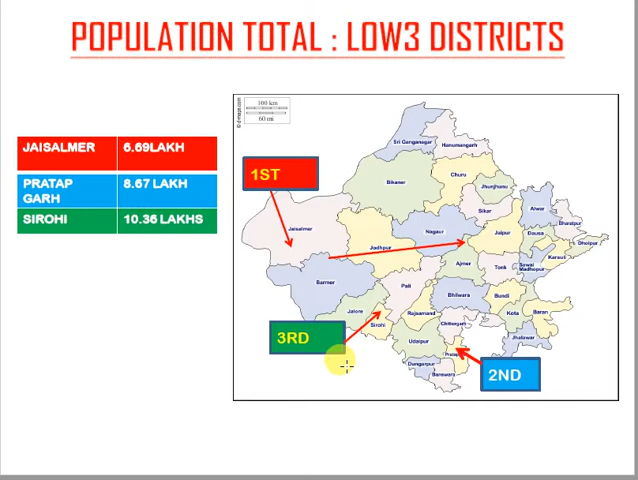 POPULATION TOTAL : LOW3 DISTRICTS
JAISALMER 6.69LAKH
PRATAP GARH 8.67 LAKH
SIROHI 10.36 LAKHS
© d-maps.com
100 km
60 mi
1ST
3RD
2ND
Sri Ganganagar
Hanumangarh
Bikaner
Churu
Jhunjhunu
Sikar
Alwar
Bharatpur
Jaisalmer
Jodhpur
Nagaur
Jaipur
Dausa
Dholpur
Karauli
Ajmer
Tonk
Sawai
Madhopur
Barmer
Pali
Bhilwara
Bundi
Jalore
Rajsamand
Kota
Baran
Sirohi
Chittorgarh
Udaipur
Jhalawar
Prata
Dungarpur
Banswara